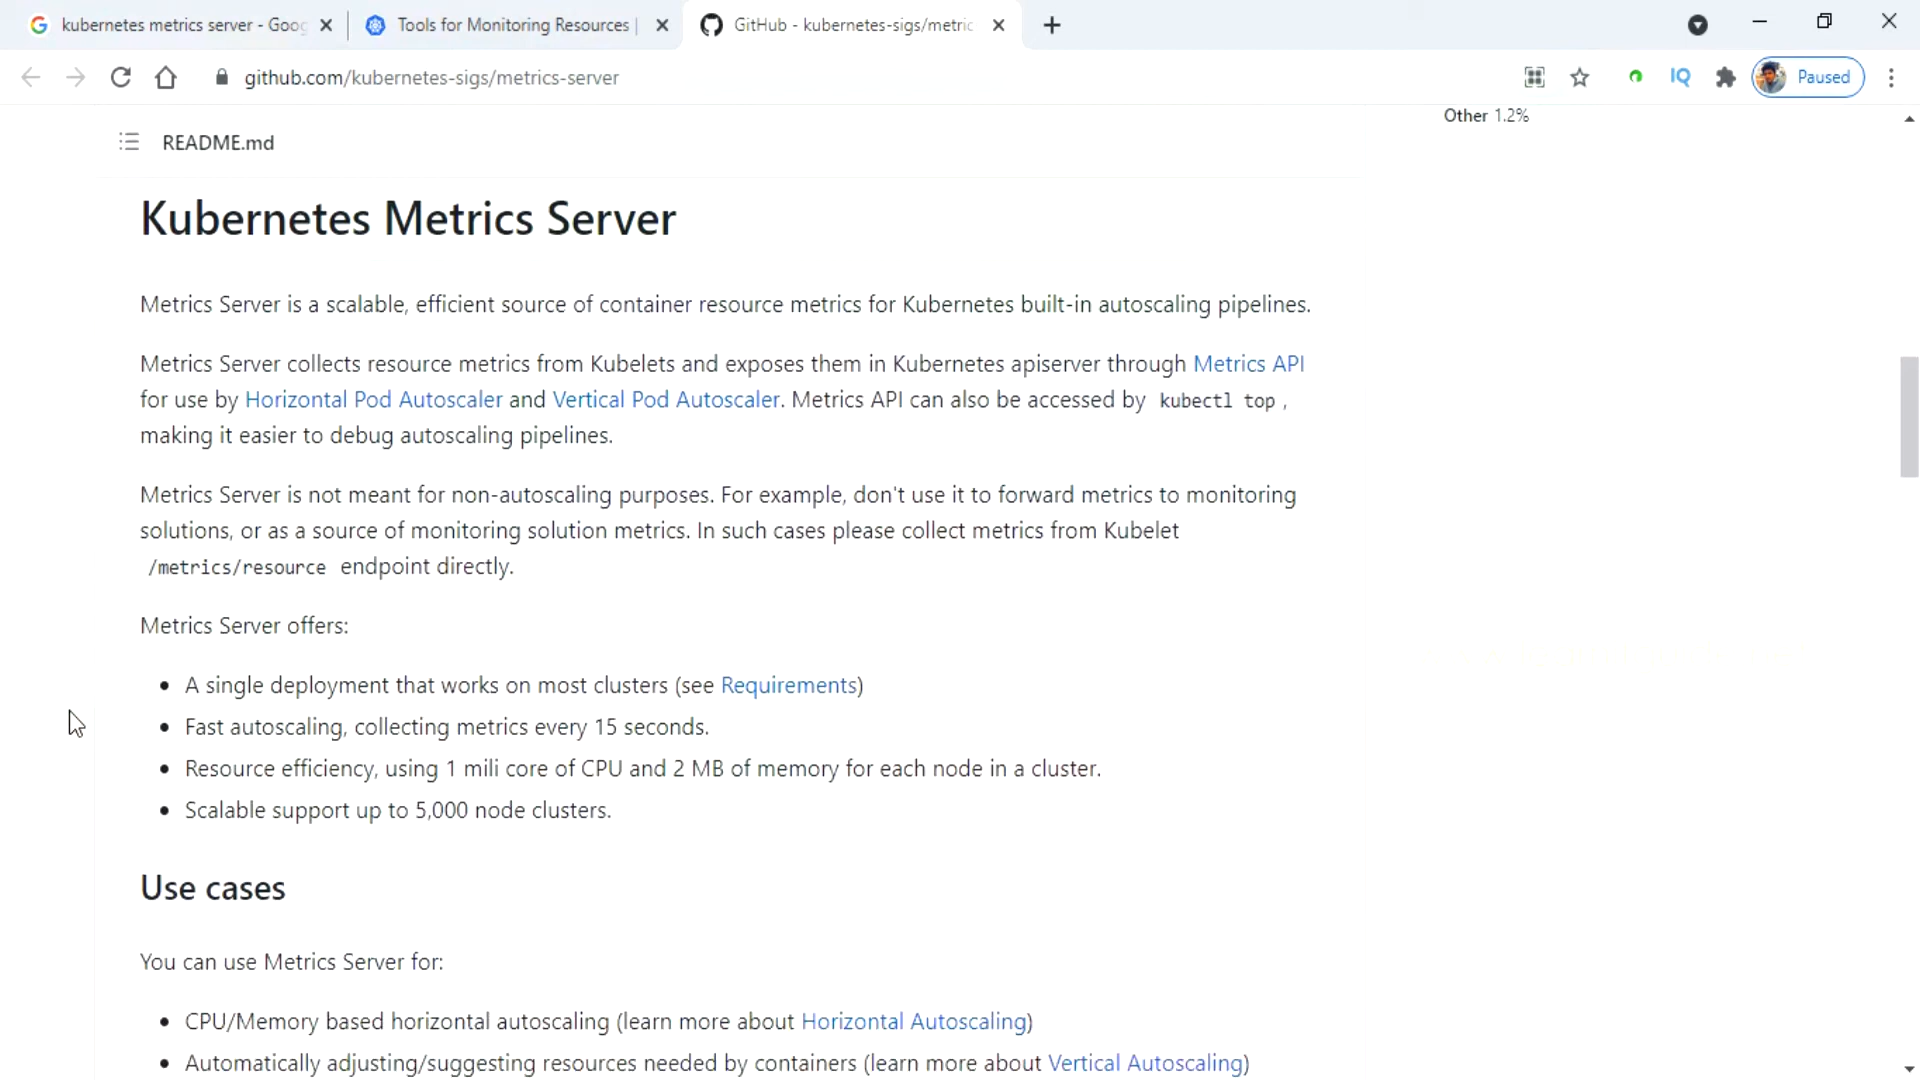 kubernetes metrics server - Goog
Tools for Monitoring Resources |
GitHub - kubernetes-sigs/metric
github.com/kubernetes-sigs/metrics-server
IQ
Paused
Other 1.2%
README.md
Kubernetes Metrics Server
Metrics Server is a scalable, efficient source of container resource metrics for Kubernetes built-in autoscaling pipelines.
Metrics Server collects resource metrics from Kubelets and exposes them in Kubernetes apiserver through Metrics API
for use by Horizontal Pod Autoscaler and Vertical Pod Autoscaler. Metrics API can also be accessed by kubectl top ,
making it easier to debug autoscaling pipelines.
Metrics Server is not meant for non-autoscaling purposes. For example, don't use it to forward metrics to monitoring
solutions, or as a source of monitoring solution metrics. In such cases please collect metrics from Kubelet
/metrics/resource endpoint directly.
Metrics Server offers:
• A single deployment that works on most clusters (see Requirements)
• Fast autoscaling, collecting metrics every 15 seconds.
• Resource efficiency, using 1 mili core of CPU and 2 MB of memory for each node in a cluster.
• Scalable support up to 5,000 node clusters.
Use cases
You can use Metrics Server for:
• CPU/Memory based horizontal autoscaling (learn more about Horizontal Autoscaling)
• Automatically adjusting/suggesting resources needed by containers (learn more about Vertical Autoscaling)